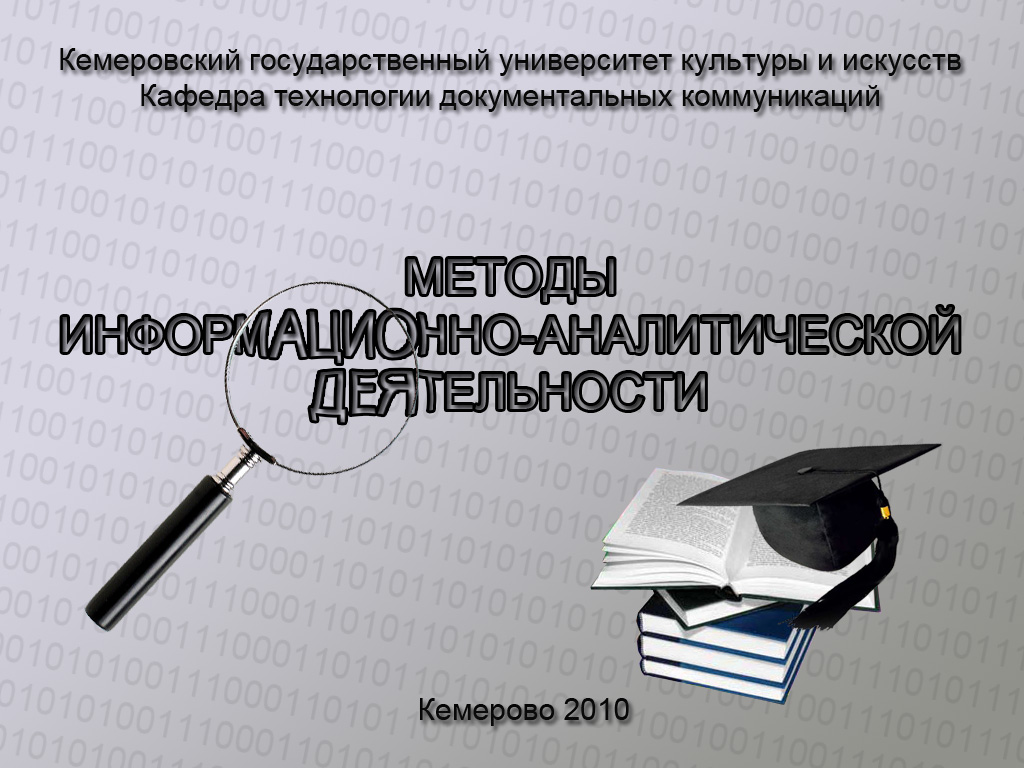 Кемеровский государственный университет культуры и искусств
Кафедра технологии документальных коммуникаций
МЕТОДЫ
ИНФОРМАЦИОННО-АНАЛИТИЧЕСКОЙ
ДЕЯТЕЛЬНОСТИ
Кемерово 2010